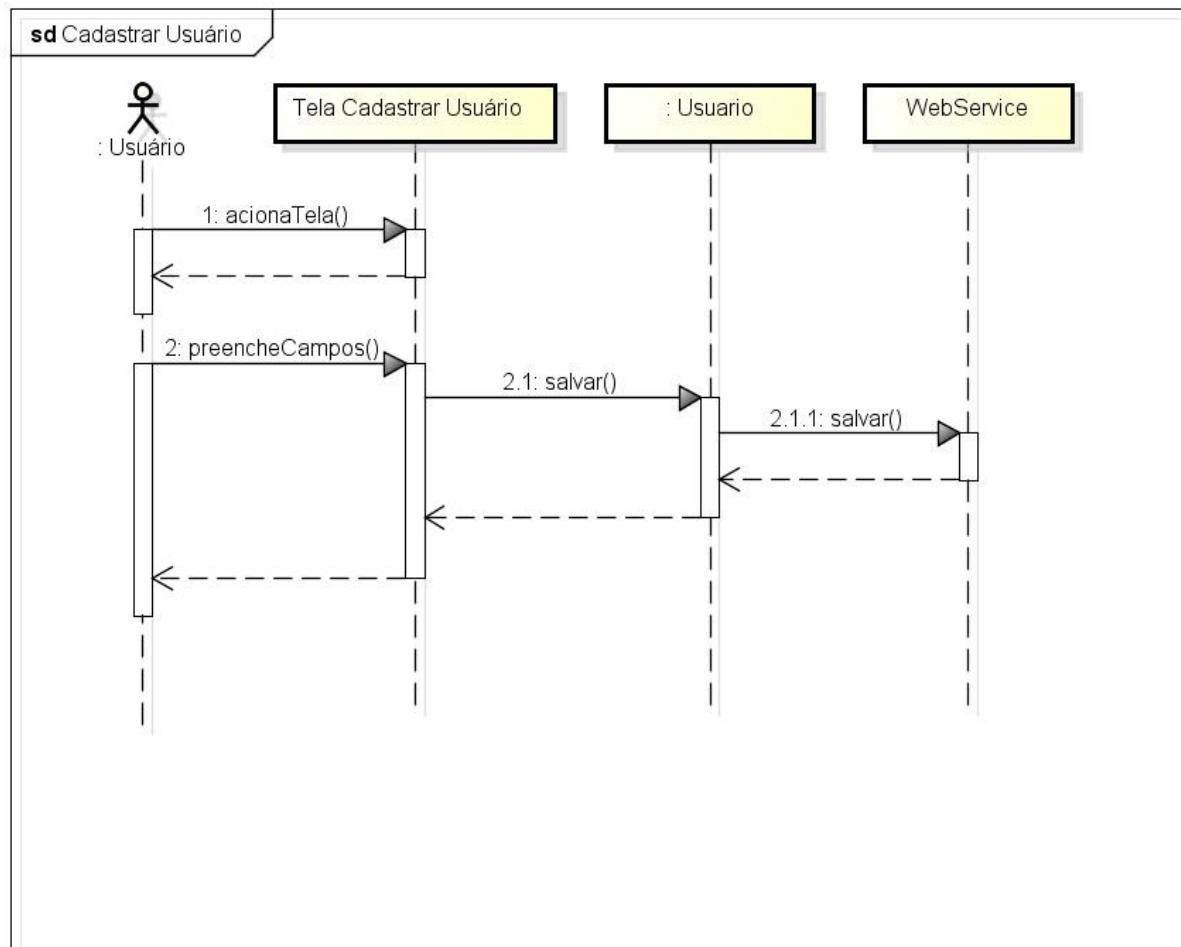 sd Cadastrar Usuário
: Usuário
Tela Cadastrar Usuário
: Usuario
WebService
1: acionaTela()
2: preencheCampos()
2.1: salvar()
2.1.1: salvar()